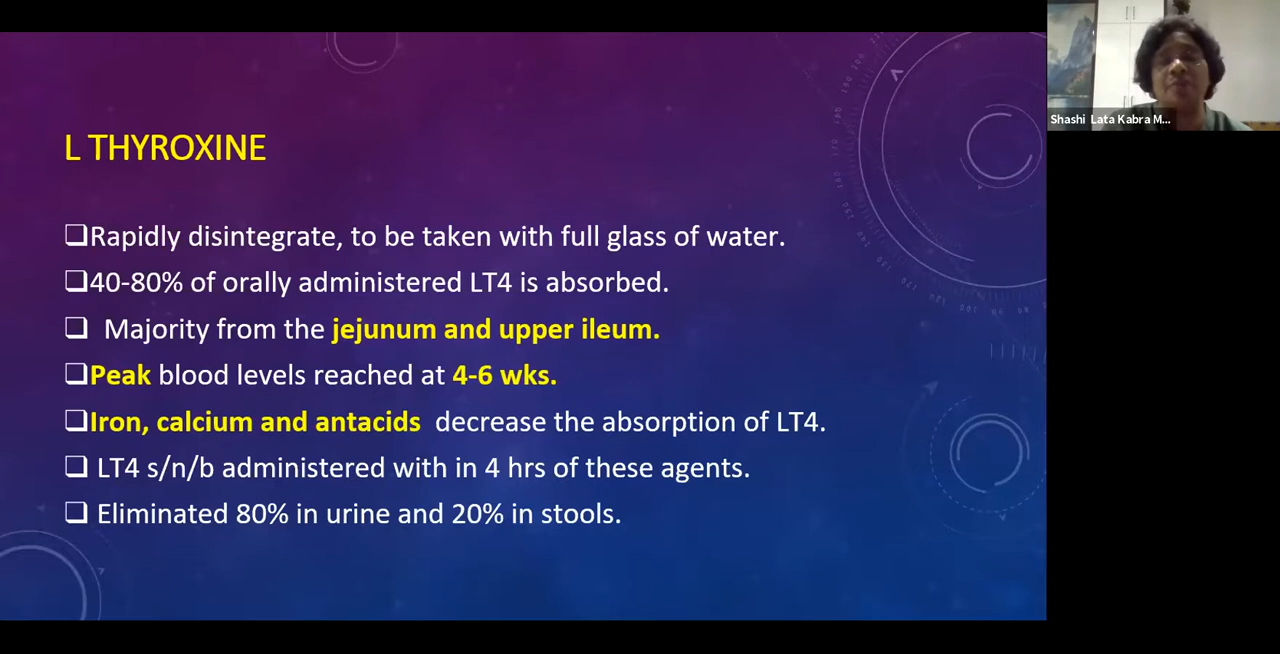 L THYROXINE
❑Rapidly disintegrate, to be taken with full glass of water.
❑40-80% of orally administered LT4 is absorbed.
❑ Majority from the jejunum and upper ileum.
❑Peak blood levels reached at 4-6 wks.
❑Iron, calcium and antacids decrease the absorption of LT4.
❑ LT4 s/n/b administered with in 4 hrs of these agents.
❑ Eliminated 80% in urine and 20% in stools.
Shashi Lata Kabra M...